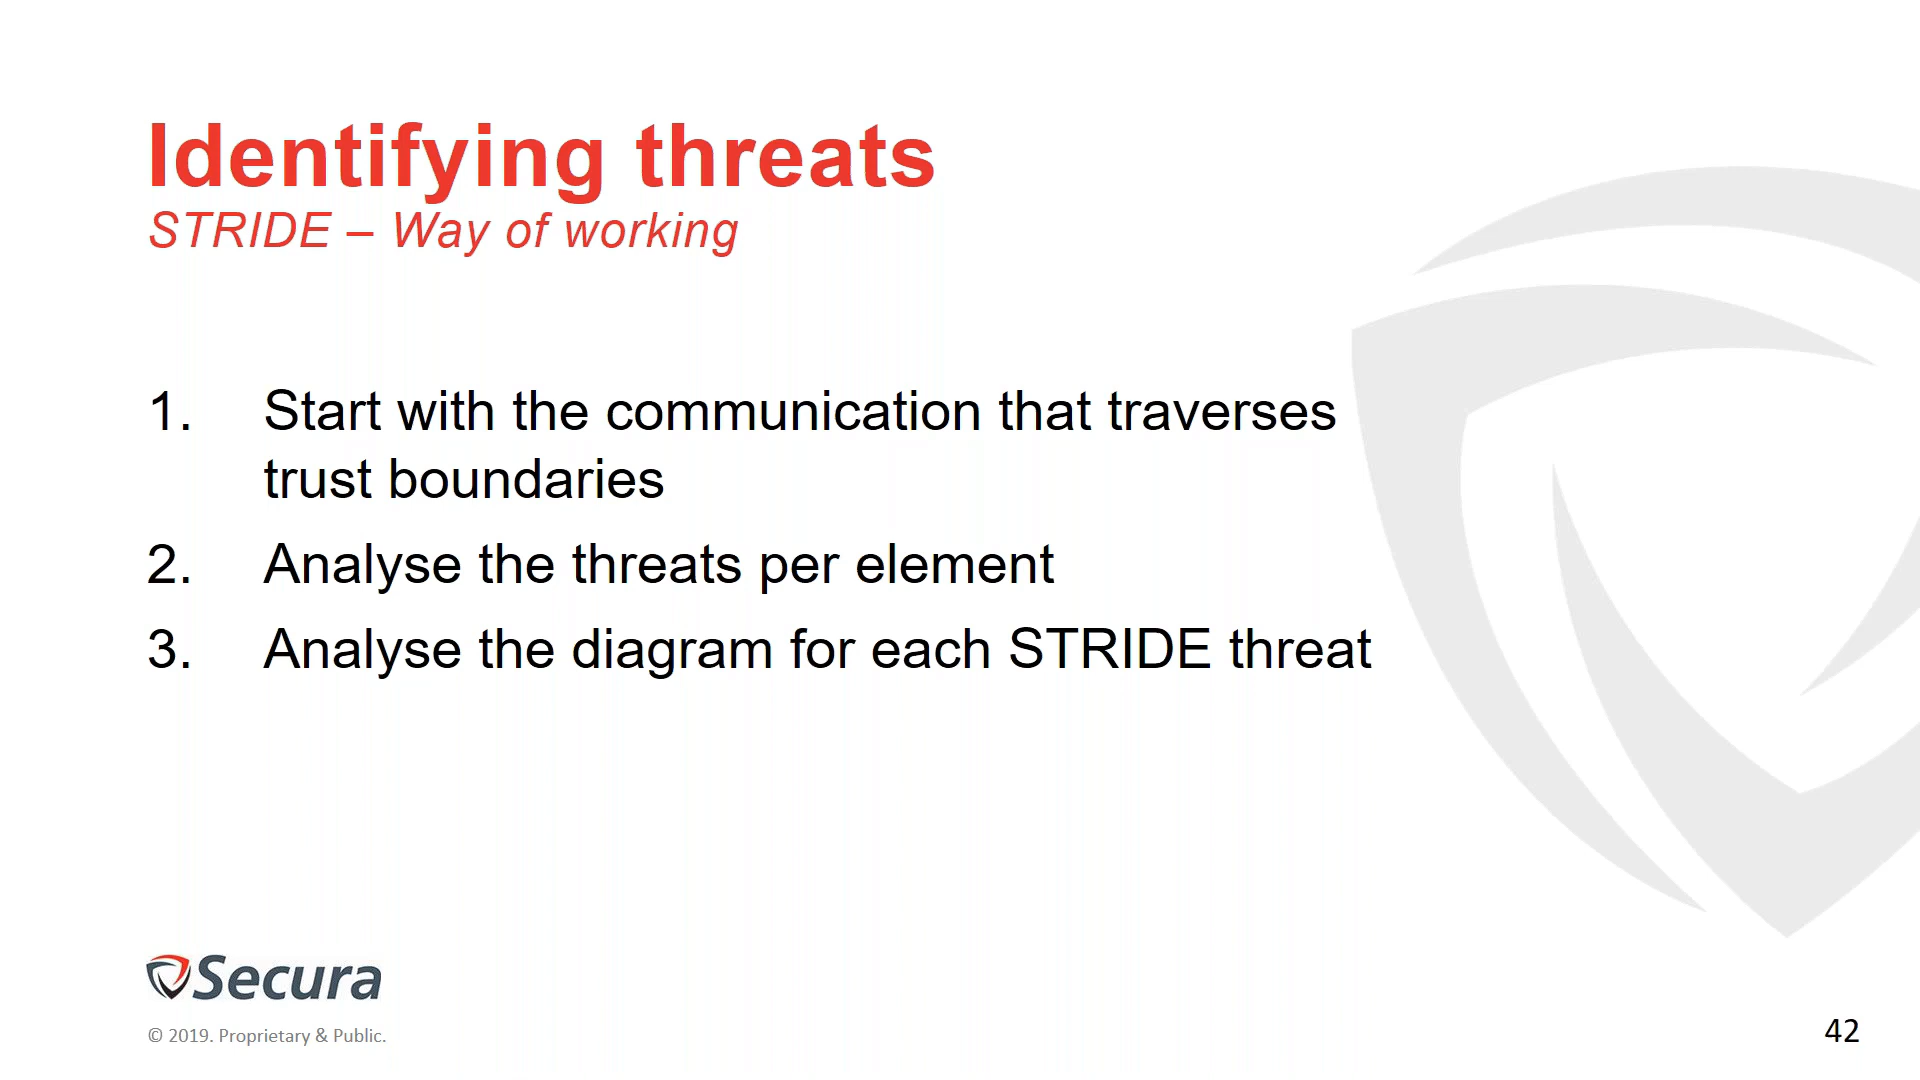 Identifying threats
STRIDE – Way of working
1. Start with the communication that traverses
trust boundaries
2. Analyse the threats per element
3. Analyse the diagram for each STRIDE threat
Secura
© 2019. Proprietary & Public.
42